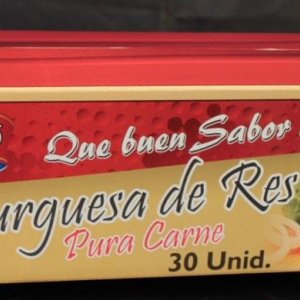 Que buen Sabor
urguesa de Res
Pura Carne
30 Unid.